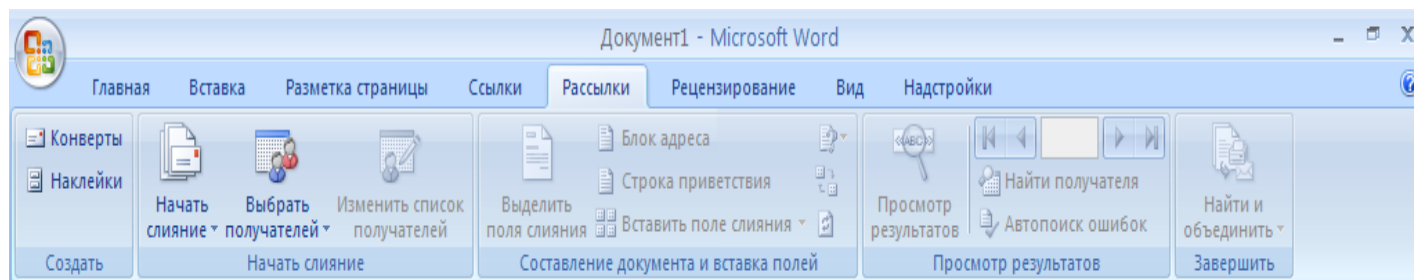 Документ1 - Microsoft Word
Главная Вставка Разметка страницы Ссылки Рассылки Рецензирование Вид Надстройки
Конверты
Наклейки
Создать
Начать
слияние
Выбрать
получателей
Изменить список
получателей
Начать слияние
Выделить
поля слияния
Блок адреса
Строка приветствия
Вставить поле слияния
Составление документа и вставка полей
«ABC»
Просмотр
результатов
Найти получателя
Автопоиск ошибок
Просмотр результатов
Найти и
объединить
Завершить